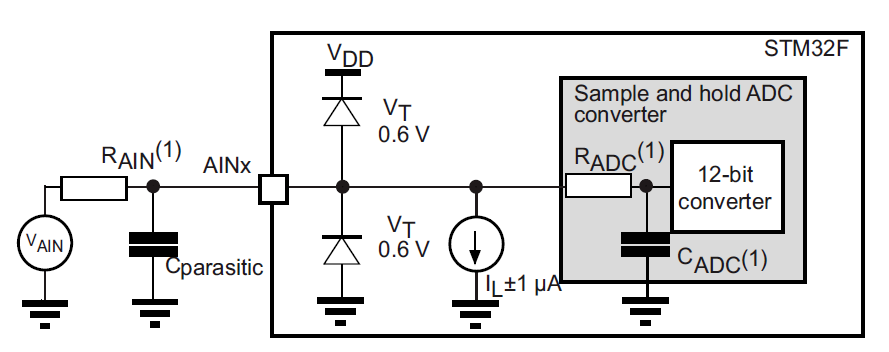 STM32F
VDD
Sample and hold ADC
converter
VT
0.6 V
RAIN(1)
AINx
RADC(1)
12-bit
converter
VAIN
VT
0.6 V
Cparasitic
IL±1 µA
CADC(1)